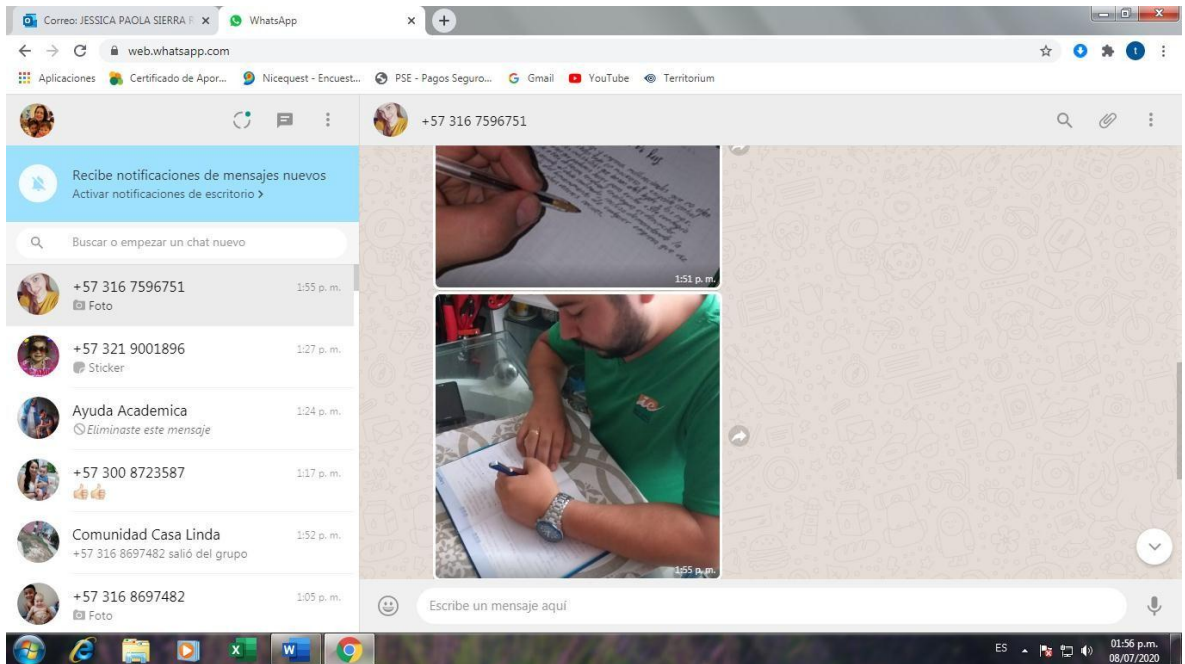 Correo: JESSICA PAOLA SIERRA R
WhatsApp
web.whatsapp.com
Aplicaciones
Certificado de Apor...
Nicequest - Encuest...
PSE - Pagos Seguro...
Gmail
YouTube
Territorium
t
Recibe notificaciones de mensajes nuevos
Activar notificaciones de escritorio >
Buscar o empezar un chat nuevo
+57 316 7596751 1:55 p. m.
Foto
+57 321 9001896 1:27 p. m.
Sticker
Ayuda Academica 1:24 p. m.
Eliminaste este mensaje
+57 300 8723587 1:17 p. m.
👍🏻👍🏻
Comunidad Casa Linda 1:52 p. m.
+57 316 8697482 salió del grupo
+57 316 8697482 1:05 p. m.
Foto
+57 316 7596751
1:51 p. m.
1:55 p. m.
Escribe un mensaje aquí
ES
01:56 p.m.
08/07/2020